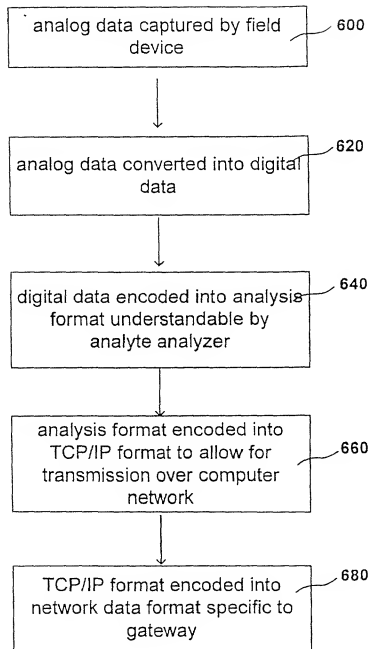 analog data captured by field
device
600
analog data converted into digital
data
620
digital data encoded into analysis
format understandable by
analyte analyzer
640
analysis format encoded into
TCP/IP format to allow for
transmission over computer
network
660
TCP/IP format encoded into
network data format specific to
gateway
680